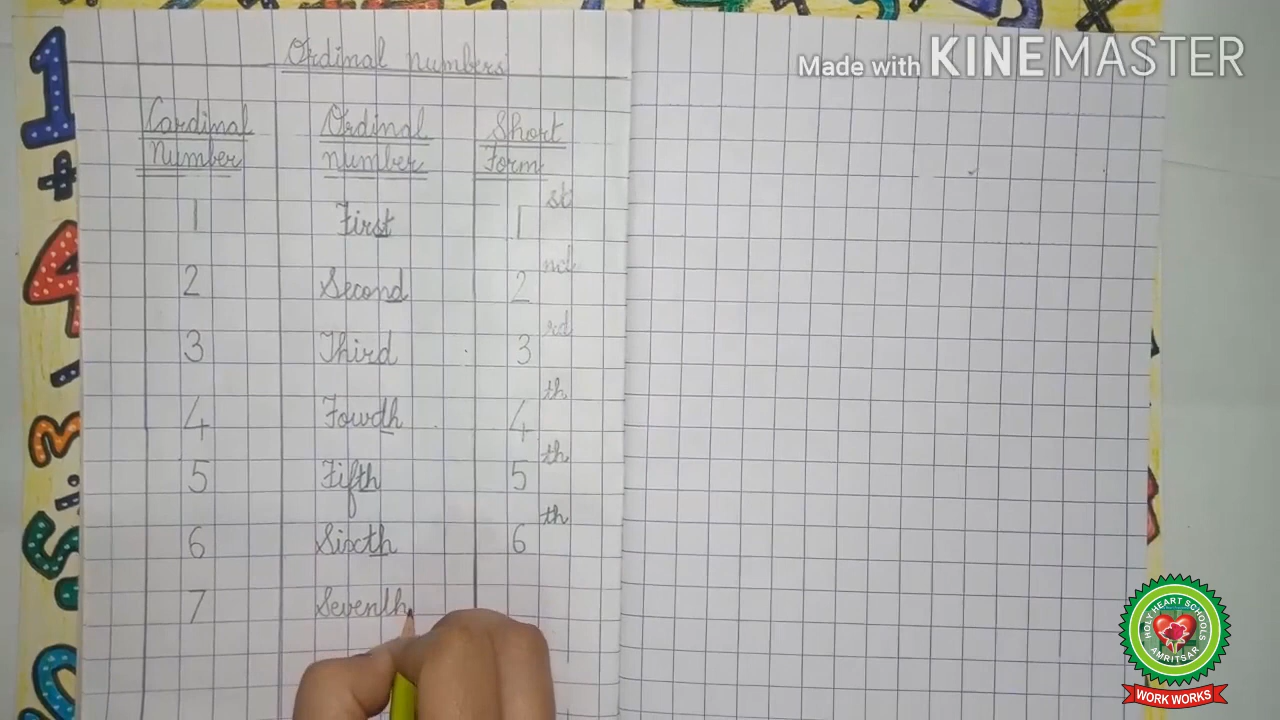 Made with KINEMASTER
Ordinal numbers
Cardinal Number
Ordinal number
Short Form
1 First 1st
2 Second 2nd
3 Third 3rd
4 Fourth 4th
5 Fifth 5th
6 Sixth 6th
7 Seventh
HOLY HEART SCHOOLS
AMRITSAR
WORK WORKS